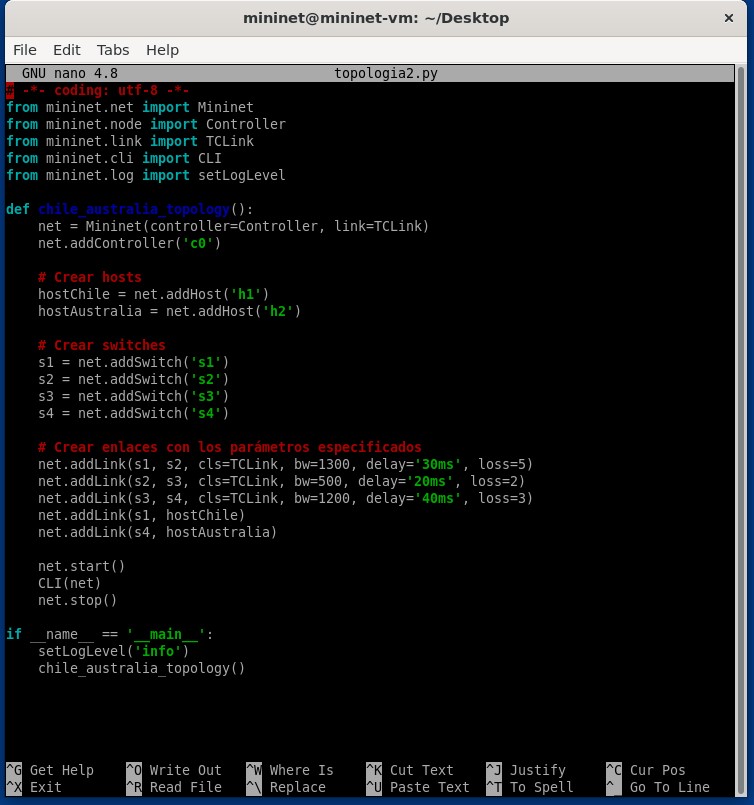 mininet@mininet-vm: ~/Desktop ×
File Edit Tabs Help
GNU nano 4.8 topologia2.py
# -*- coding: utf-8 -*-
from mininet.net import Mininet
from mininet.node import Controller
from mininet.link import TCLink
from mininet.cli import CLI
from mininet.log import setLogLevel

def chile_australia_topology():
    net = Mininet(controller=Controller, link=TCLink)
    net.addController('c0')

    # Crear hosts
    hostChile = net.addHost('h1')
    hostAustralia = net.addHost('h2')

    # Crear switches
    s1 = net.addSwitch('s1')
    s2 = net.addSwitch('s2')
    s3 = net.addSwitch('s3')
    s4 = net.addSwitch('s4')

    # Crear enlaces con los parámetros especificados
    net.addLink(s1, s2, cls=TCLink, bw=1300, delay='30ms', loss=5)
    net.addLink(s2, s3, cls=TCLink, bw=500, delay='20ms', loss=2)
    net.addLink(s3, s4, cls=TCLink, bw=1200, delay='40ms', loss=3)
    net.addLink(s1, hostChile)
    net.addLink(s4, hostAustralia)

    net.start()
    CLI(net)
    net.stop()

if __name__ == '__main__':
    setLogLevel('info')
    chile_australia_topology()

^G Get Help ^O Write Out ^W Where Is ^K Cut Text ^J Justify ^C Cur Pos
^X Exit ^R Read File ^\ Replace ^U Paste Text ^T To Spell ^_ Go To Line